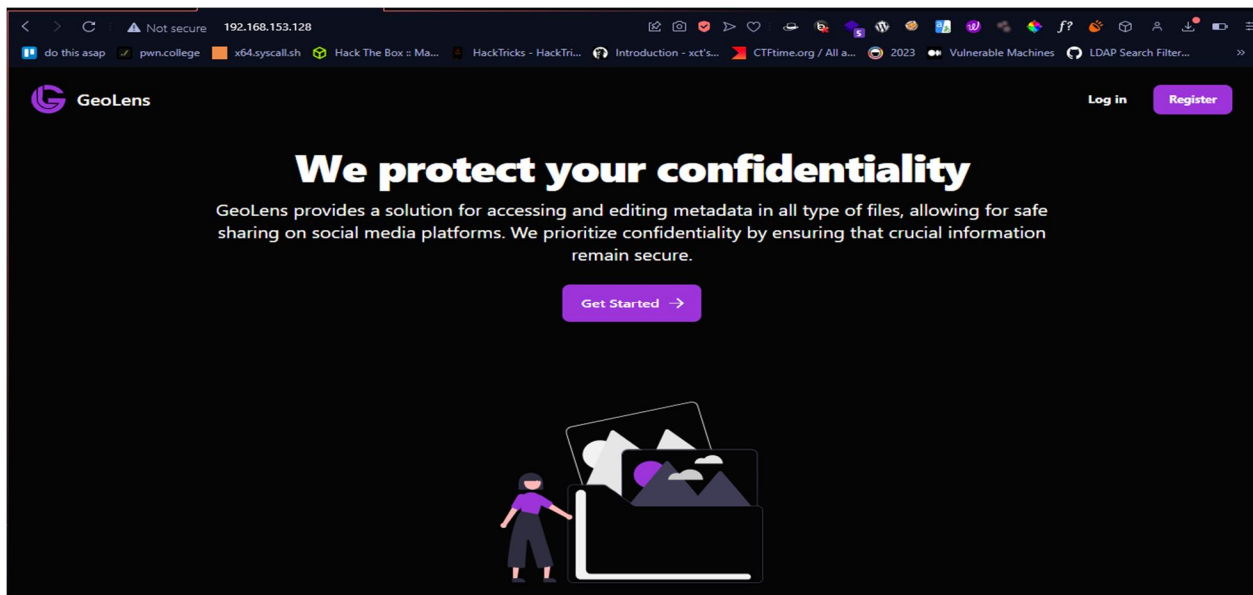 Not secure 192.168.153.128
5 f?
do this asap pwn.college x64.syscall.sh Hack The Box :: Ma... HackTricks - HackTri... Introduction - xct's... CTFtime.org / All a... 2023 Vulnerable Machines LDAP Search Filter... »
GeoLens Log in Register
We protect your confidentiality
GeoLens provides a solution for accessing and editing metadata in all type of files, allowing for safe
sharing on social media platforms. We prioritize confidentiality by ensuring that crucial information
remain secure.
Get Started →